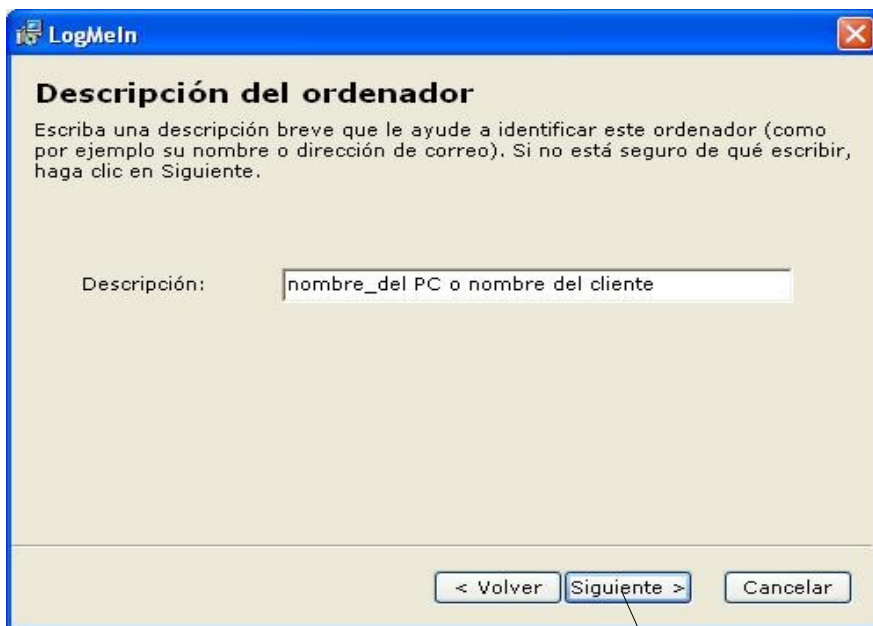 LogMeIn
Descripción del ordenador
Escriba una descripción breve que le ayude a identificar este ordenador (como
por ejemplo su nombre o dirección de correo). Si no está seguro de qué escribir,
haga clic en Siguiente.
Descripción: nombre_del PC o nombre del cliente
< Volver Siguiente > Cancelar